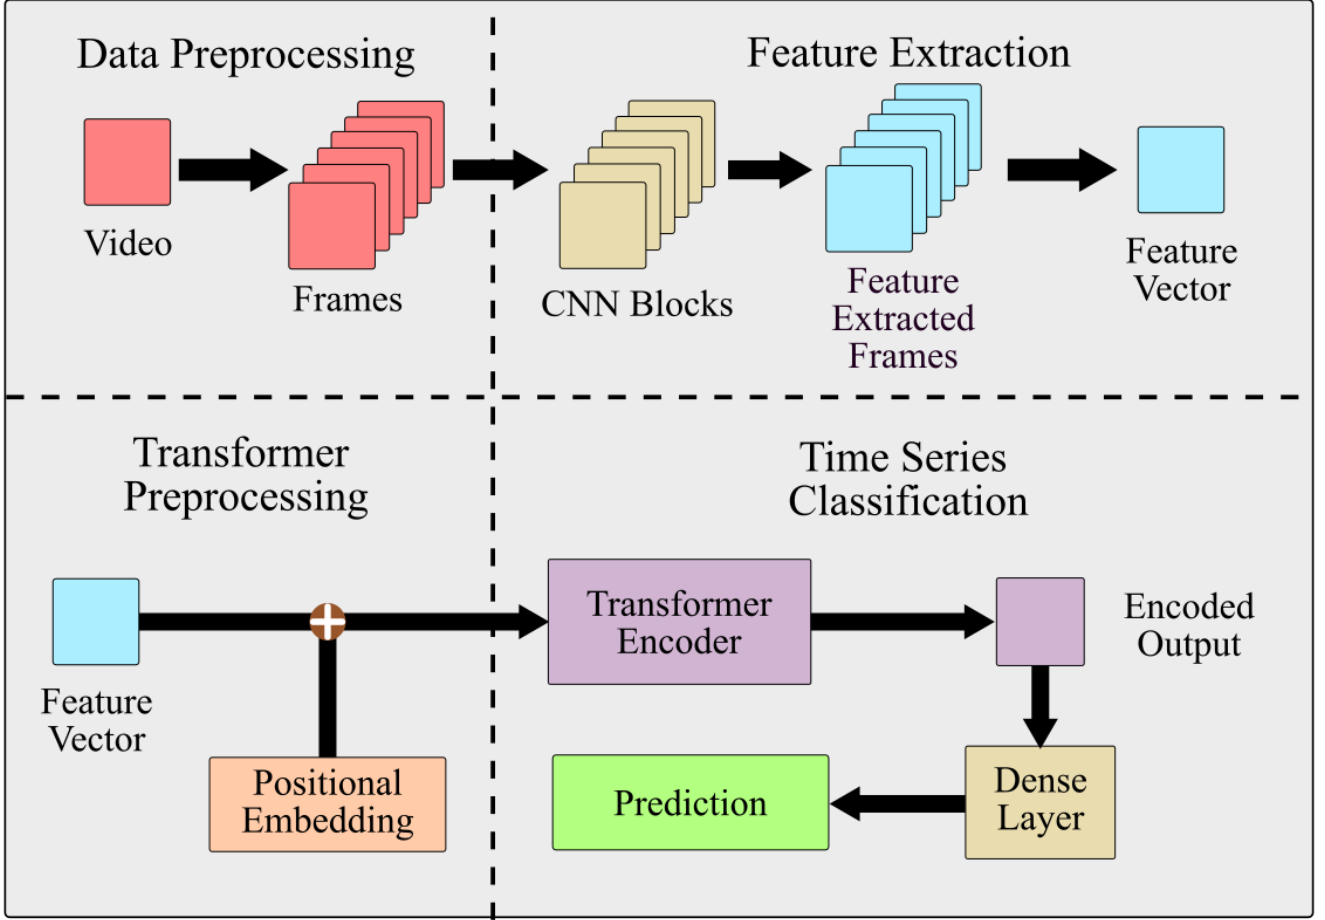 Data Preprocessing
Video
Frames
Feature Extraction
CNN Blocks
Feature
Extracted
Frames
Feature
Vector
Transformer
Preprocessing
Feature
Vector
Positional
Embedding
Time Series
Classification
Transformer
Encoder
Encoded
Output
Dense
Layer
Prediction